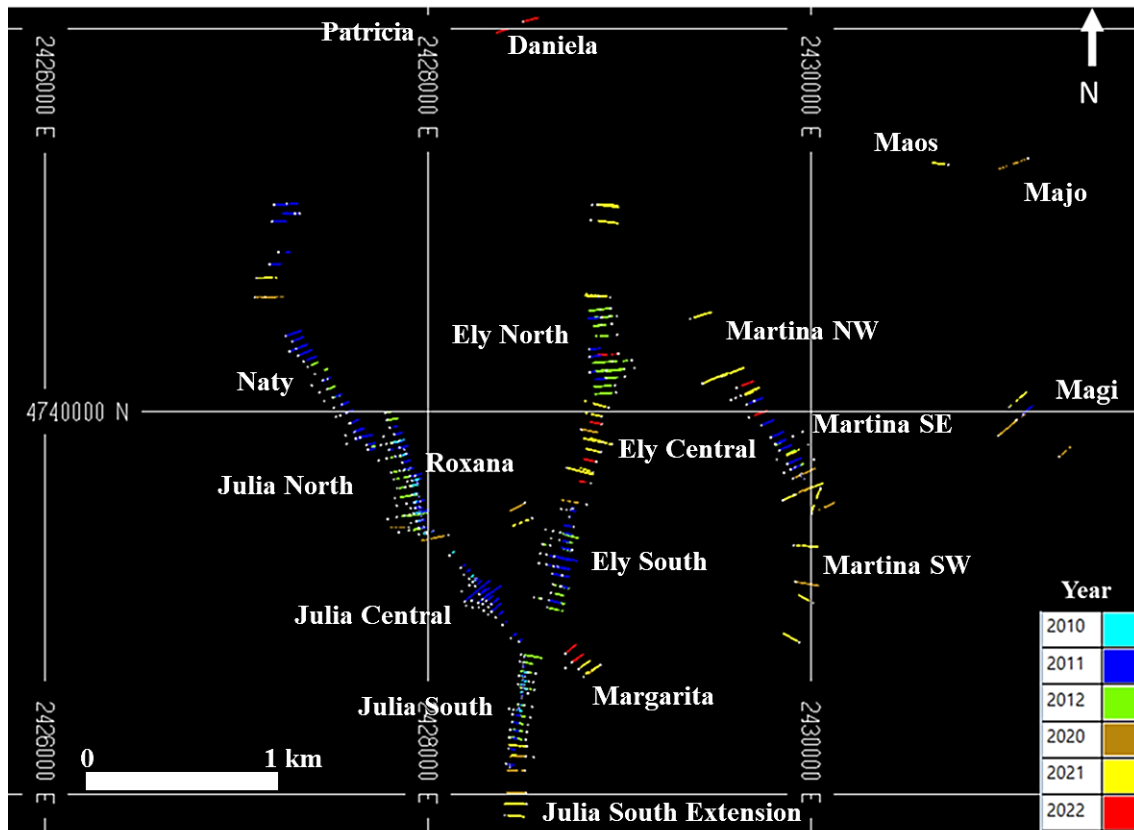 Patricia
Daniela
2426000 E
2428000 E
2430000 E
N
Maos
Majo
Ely North
Martina NW
Naty
Magi
4740000 N
Martina SE
Ely Central
Roxana
Julia North
Ely South
Martina SW
Julia Central
Year
2010
2011
2012
2020
2021
2022
Margarita
Julia South
2426000 E
2428000 E
2430000 E
0 1 km
Julia South Extension